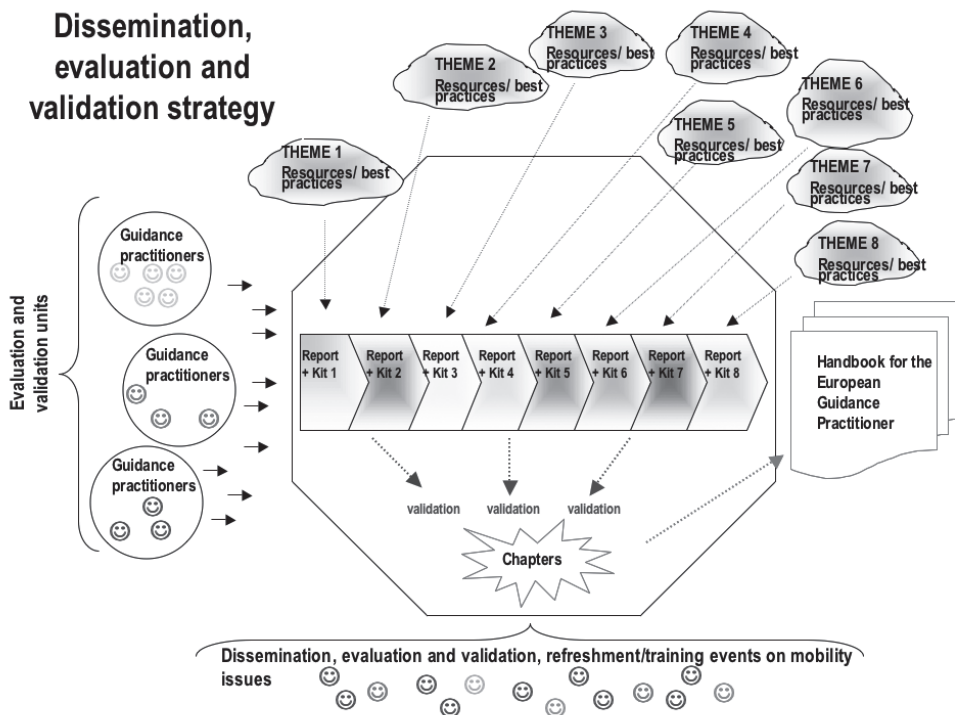 Dissemination,
evaluation and
validation strategy
THEME 1
Resources/ best
practices
THEME 2
Resources/ best
practices
THEME 3
Resources/ best
practices
THEME 4
Resources/ best
practices
THEME 5
Resources/ best
practices
THEME 6
Resources/ best
practices
THEME 7
Resources/ best
practices
THEME 8
Resources/ best
practices
Evaluation and
validation units
Guidance
practitioners
Guidance
practitioners
Guidance
practitioners
Report
+ Kit 1
Report
+ Kit 2
Report
+ Kit 3
Report
+ Kit 4
Report
+ Kit 5
Report
+ Kit 6
Report
+ Kit 7
Report
+ Kit 8
Handbook for the
European
Guidance
Practitioner
validation
validation
validation
Chapters
Dissemination, evaluation and validation, refreshment/training events on mobility
issues